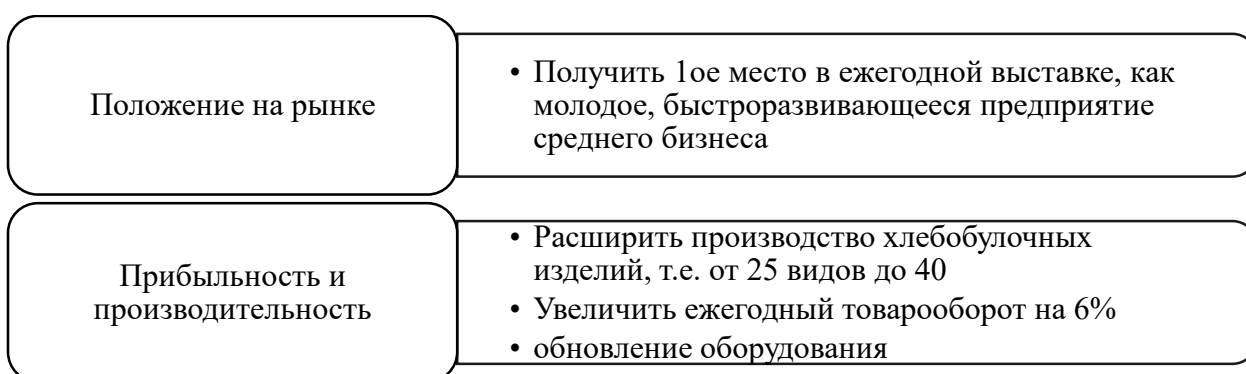 Положение на рынке
• Получить 1ое место в ежегодной выставке, как
молодое, быстроразвивающееся предприятие
среднего бизнеса
Прибыльность и
производительность
• Расширить производство хлебобулочных
изделий, т.е. от 25 видов до 40
• Увеличить ежегодный товарооборот на 6%
• обновление оборудования